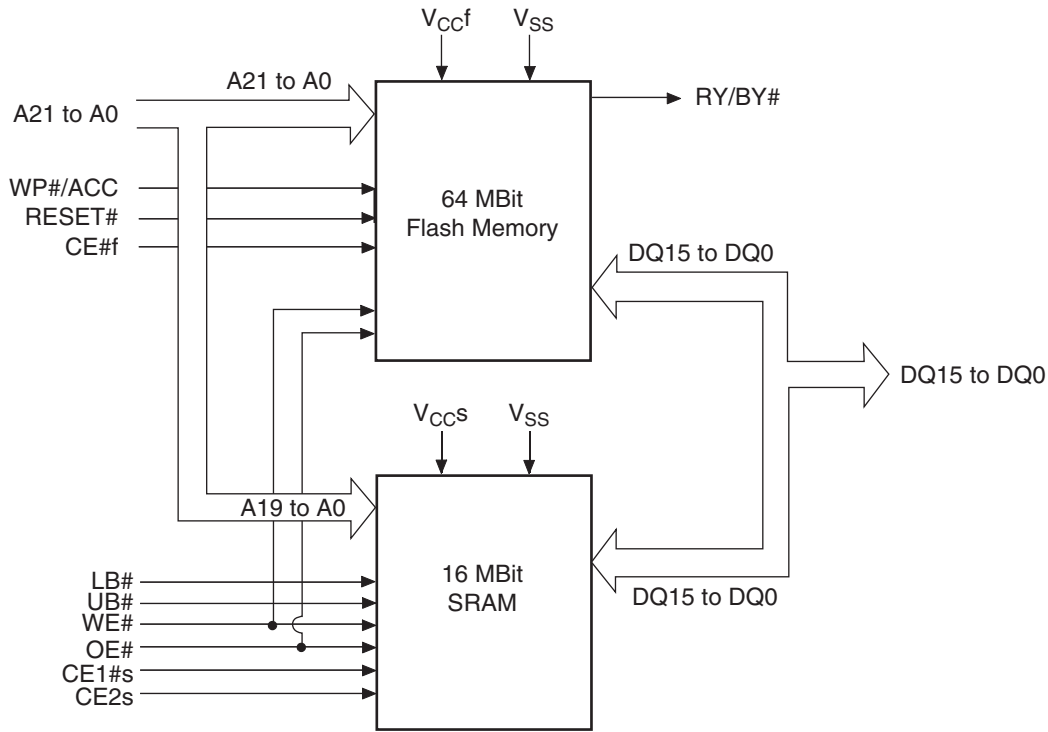 VCCf
VSS
A21 to A0
A21 to A0
RY/BY#
WP#/ACC
RESET#
CE#f
64 MBit
Flash Memory
DQ15 to DQ0
DQ15 to DQ0
VCCs
VSS
A19 to A0
16 MBit
SRAM
LB#
UB#
WE#
OE#
CE1#s
CE2s
DQ15 to DQ0